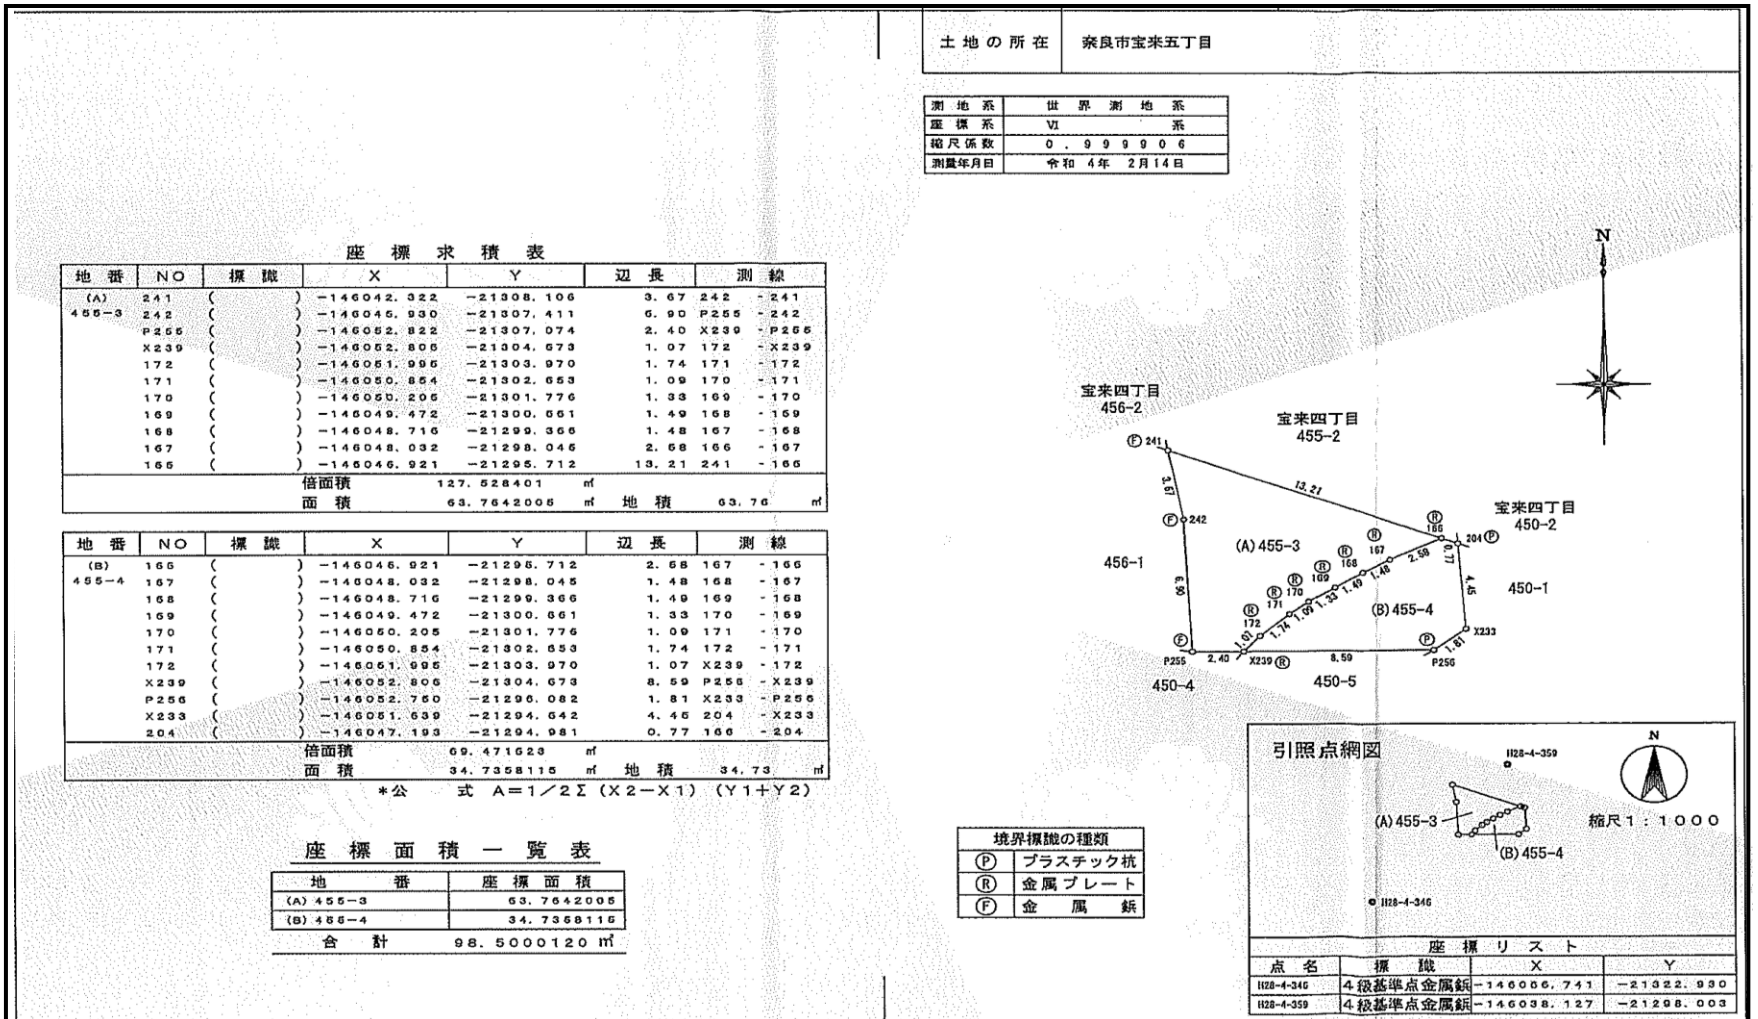 土地の所在 奈良市宝来五丁目
測地系 世界測地系
座標系 VI 系
縮尺係数 0.999906
測量年月日 令和 4年 2月14日
座標求積表
地番 NO 標識 X Y 辺長 測線
(A) 241 ( ) -146042.322 -21308.106 3.67 242 -241
455-3 242 ( ) -146045.930 -21307.411 6.90 P255 -242
P255 ( ) -146052.822 -21307.074 2.40 X239 -P255
X239 ( ) -146052.806 -21304.673 1.07 172 -X239
172 ( ) -146051.995 -21303.970 1.74 171 -172
171 ( ) -146050.854 -21302.653 1.09 170 -171
170 ( ) -146050.205 -21301.776 1.33 169 -170
169 ( ) -146049.472 -21300.661 1.49 168 -169
168 ( ) -146048.716 -21299.366 1.48 167 -168
167 ( ) -146048.032 -21298.045 2.58 166 -167
166 ( ) -146046.921 -21295.712 13.21 241 -166
倍面積 127.528401 ㎡
面積 63.7642005 ㎡ 地積 63.76 ㎡
地番 NO 標識 X Y 辺長 測線
(B) 166 ( ) -146046.921 -21295.712 2.58 167 -166
455-4 167 ( ) -146048.032 -21298.045 1.48 168 -167
168 ( ) -146048.716 -21299.366 1.49 169 -168
169 ( ) -146049.472 -21300.661 1.33 170 -169
170 ( ) -146050.205 -21301.776 1.09 171 -170
171 ( ) -146050.854 -21302.653 1.74 172 -171
172 ( ) -146051.995 -21303.970 1.07 X239 -172
X239 ( ) -146052.806 -21304.673 8.59 P256 -X239
P256 ( ) -146052.750 -21296.082 1.81 X233 -P256
X233 ( ) -146051.639 -21294.642 4.45 204 -X233
204 ( ) -146047.193 -21294.981 0.77 166 -204
倍面積 69.471623 ㎡
面積 34.7358115 ㎡ 地積 34.73 ㎡
*公 式 A=1/2Σ (X2-X1) (Y1+Y2)
座標面積一覧表
地番 座標面積
(A) 455-3 63.7642005
(B) 455-4 34.7358115
合計 98.5000120 ㎡
N
宝来四丁目
456-2
宝来四丁目
455-2
Ⓕ 241
13.21
3.67
宝来四丁目
450-2
Ⓡ
166
204 Ⓟ
0.77
Ⓕ 242
Ⓡ
167
2.58
(A) 455-3
Ⓡ
168
1.48
456-1
6.90
Ⓡ
169
1.49
4.45
450-1
Ⓡ
170
1.33
Ⓡ
171
1.09
(B) 455-4
Ⓡ
172
1.74
1.07
X233
Ⓕ
P255
2.40
X239 Ⓡ
8.59
Ⓟ
P256
1.81
450-4
450-5
境界標識の種類
Ⓟ プラスチック杭
Ⓡ 金属プレート
Ⓕ 金属鋲
引照点網図
N
H28-4-359
(A) 455-3
縮尺1:1000
(B) 455-4
H28-4-346
座標リスト
点名 標識 X Y
H28-4-346 4級基準点金属鋲 -146066.741 -21322.930
H28-4-359 4級基準点金属鋲 -146038.127 -21298.003